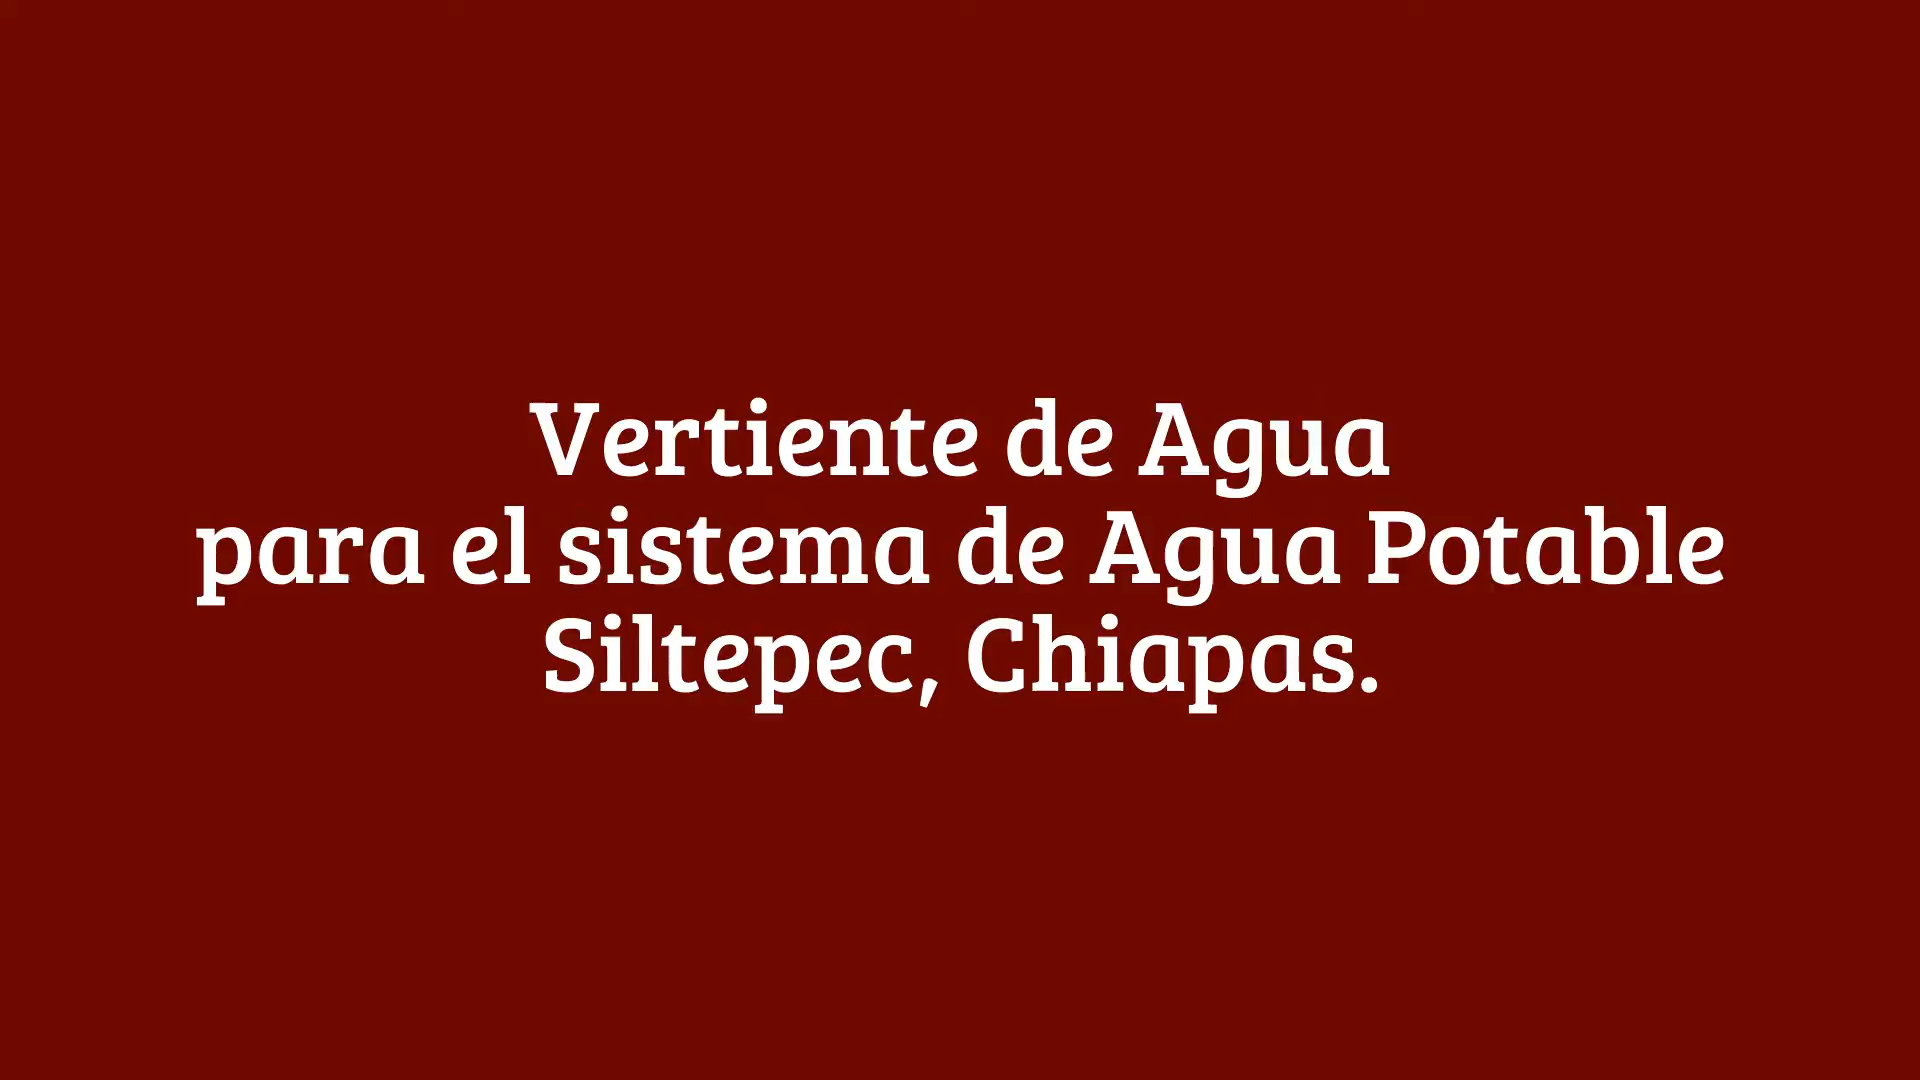 Vertiente de Agua
para el sistema de Agua Potable
Siltepec, Chiapas.